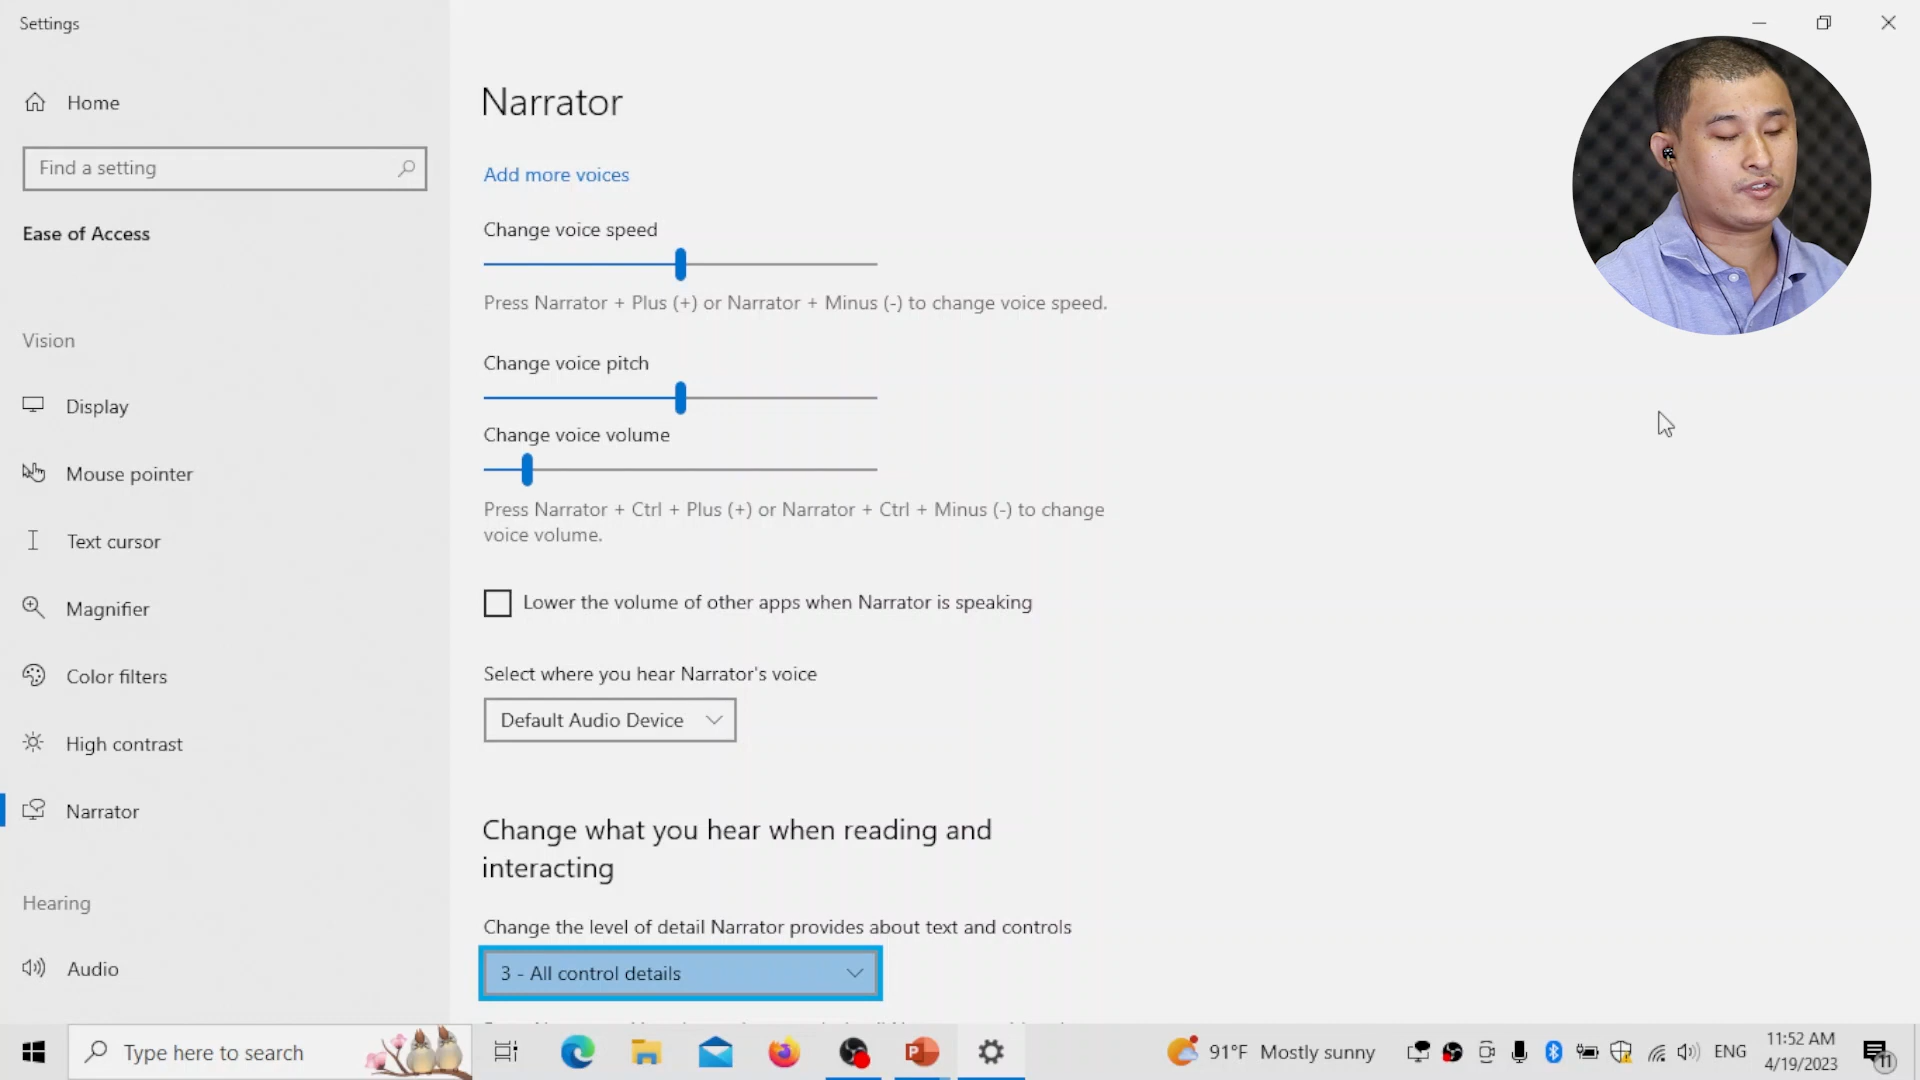 Settings
Home
Find a setting
Ease of Access
Vision
Display
Mouse pointer
Text cursor
Magnifier
Color filters
High contrast
Narrator
Hearing
Audio
Narrator
Add more voices
Change voice speed
Press Narrator + Plus (+) or Narrator + Minus (-) to change voice speed.
Change voice pitch
Change voice volume
Press Narrator + Ctrl + Plus (+) or Narrator + Ctrl + Minus (-) to change
voice volume.
Lower the volume of other apps when Narrator is speaking
Select where you hear Narrator's voice
Default Audio Device
Change what you hear when reading and
interacting
Change the level of detail Narrator provides about text and controls
3 - All control details
Type here to search
91°F Mostly sunny
ENG
11:52 AM
4/19/2023
11